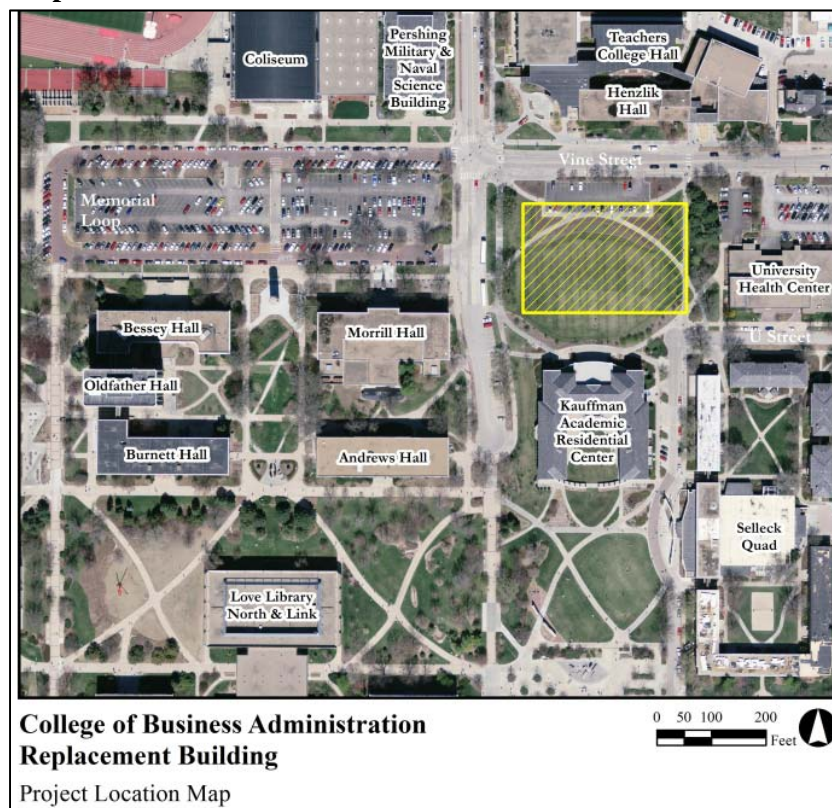 Coliseum
Pershing
Military &
Naval
Science
Building
Teachers
College Hall
Henzlik
Hall
Vine Street
Memorial
Loop
University
Health Center
U Street
Bessey Hall
Morrill Hall
Oldfather Hall
Kauffman
Academic
Residential
Center
Burnett Hall
Andrews Hall
Selleck
Quad
Love Library
North & Link
College of Business Administration
Replacement Building
Project Location Map
0 50 100 200
Feet